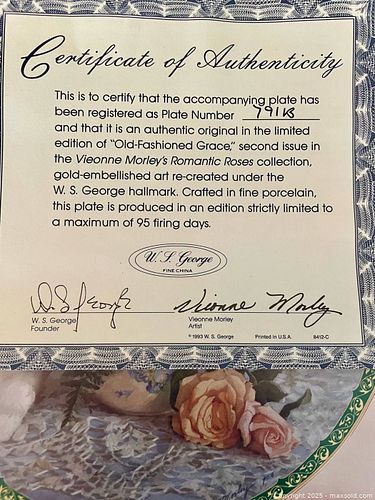 Certificate of Authenticity
This is to certify that the accompanying plate has
been registered as Plate Number
and that it is an authentic original in the limited
edition of "Old-Fashioned Grace," second issue in
the Vieonne Morley's Romantic Roses collection,
gold-embellished art re-created under the
W. S. George hallmark. Crafted in fine porcelain,
this plate is produced in an edition strictly limited to
a maximum of 95 firing days.
W. S. George
FINE CHINA
W S George
Vieonne Morley
W. S. George
Founder
Vieonne Morley
Artist
© 1993 W. S. George
Printed in U.S.A.
8412-C
Copyright 2025 - maxsold.com